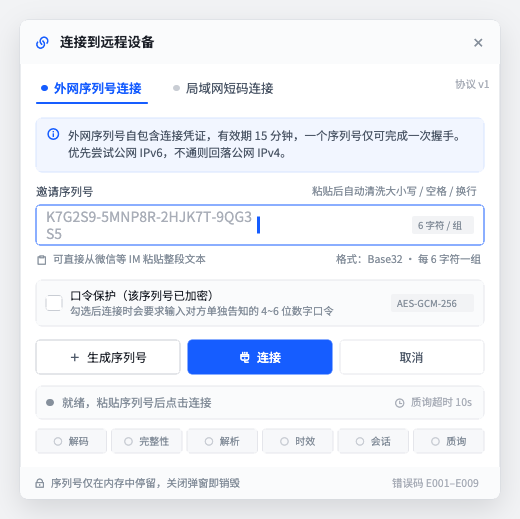 连接到远程设备
外网序列号连接 局域网短码连接 协议 v1
外网序列号自包含连接凭证，有效期 15 分钟，一个序列号仅可完成一次握手。
优先尝试公网 IPv6，不通则回落公网 IPv4。
邀请序列号 粘贴后自动清洗大小写 / 空格 / 换行
K7G2S9-5MNP8R-2HJK7T-9QG3
S5
6 字符 / 组
可直接从微信等 IM 粘贴整段文本 格式：Base32 · 每 6 字符一组
口令保护（该序列号已加密）
勾选后连接时会要求输入对方单独告知的 4~6 位数字口令
AES-GCM-256
生成序列号 连接 取消
就绪，粘贴序列号后点击连接 质询超时 10s
解码 完整性 解析 时效 会话 质询
序列号仅在内存中停留，关闭弹窗即销毁 错误码 E001–E009